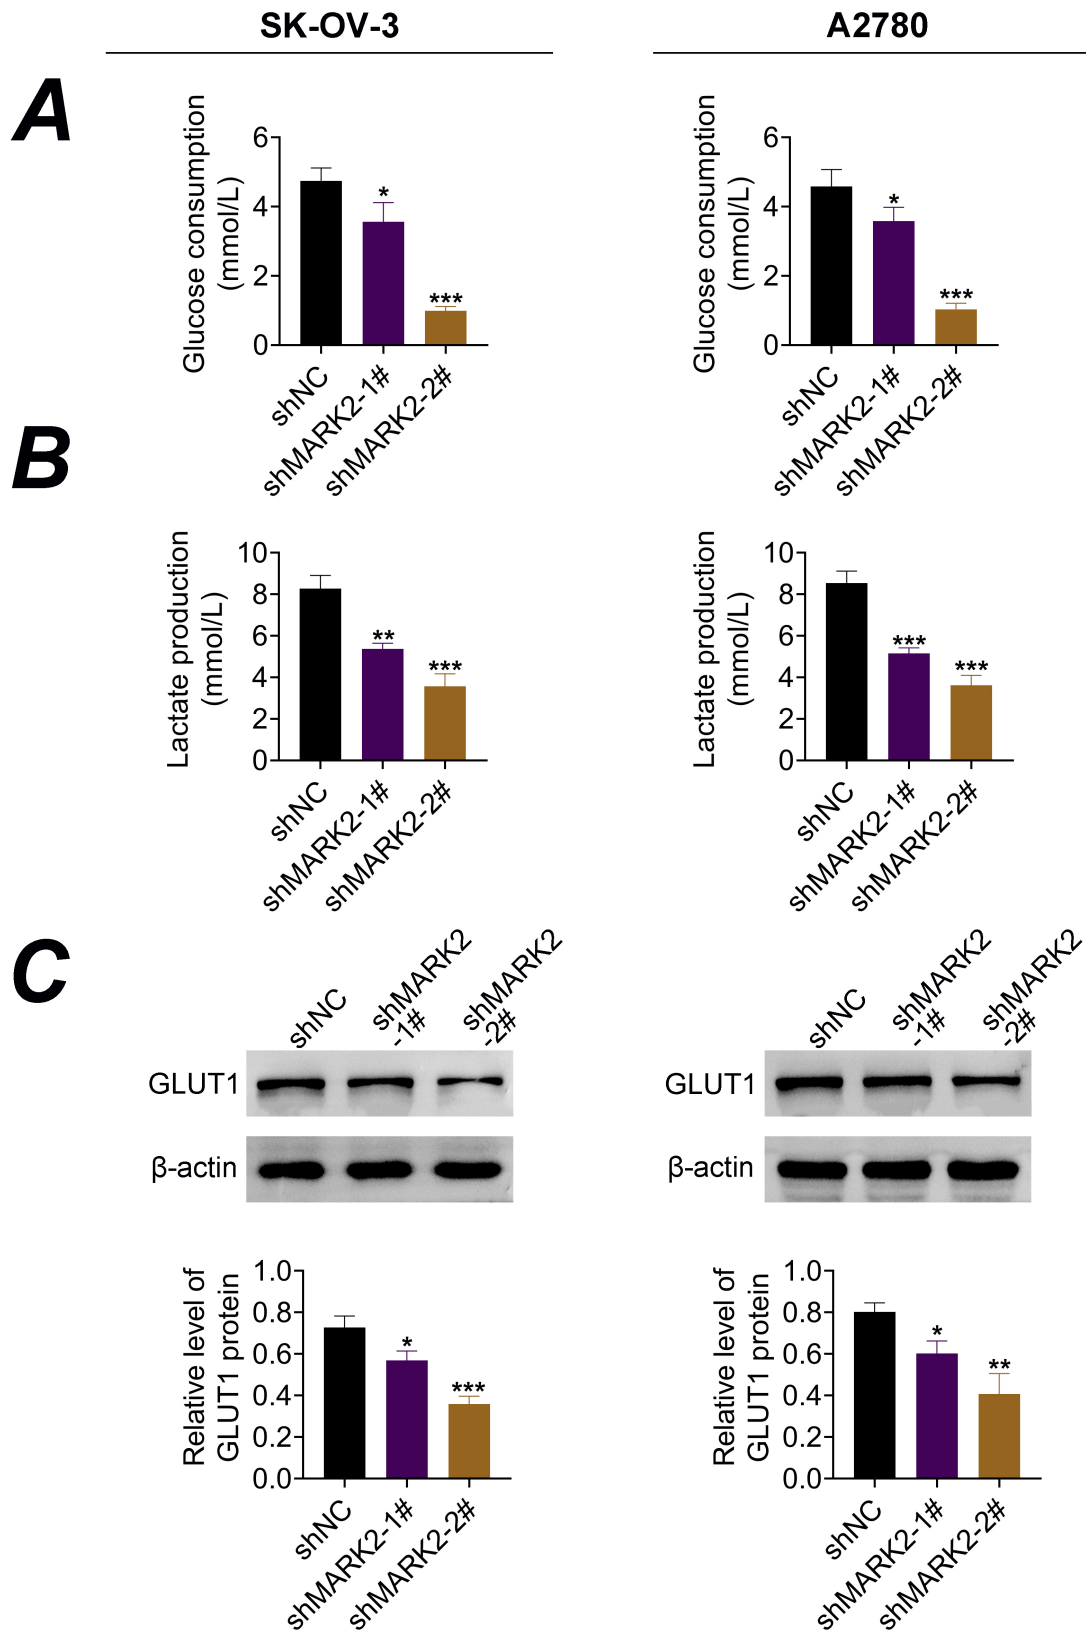 SK-OV-3
A2780
A
Glucose consumption
(mmol/L)
6
4
2
0
*
***
shNC
shMARK2-1#
shMARK2-2#
Glucose consumption
(mmol/L)
6
4
2
0
*
***
shNC
shMARK2-1#
shMARK2-2#
B
Lactate production
(mmol/L)
10
8
6
4
2
0
**
***
shNC
shMARK2-1#
shMARK2-2#
Lactate production
(mmol/L)
10
8
6
4
2
0
***
***
shNC
shMARK2-1#
shMARK2-2#
C
shNC
shMARK2
-1#
shMARK2
-2#
GLUT1
β-actin
shNC
shMARK2
-1#
shMARK2
-2#
GLUT1
β-actin
Relative level of
GLUT1 protein
1.0
0.8
0.6
0.4
0.2
0.0
*
***
shNC
shMARK2-1#
shMARK2-2#
Relative level of
GLUT1 protein
1.0
0.8
0.6
0.4
0.2
0.0
*
**
shNC
shMARK2-1#
shMARK2-2#